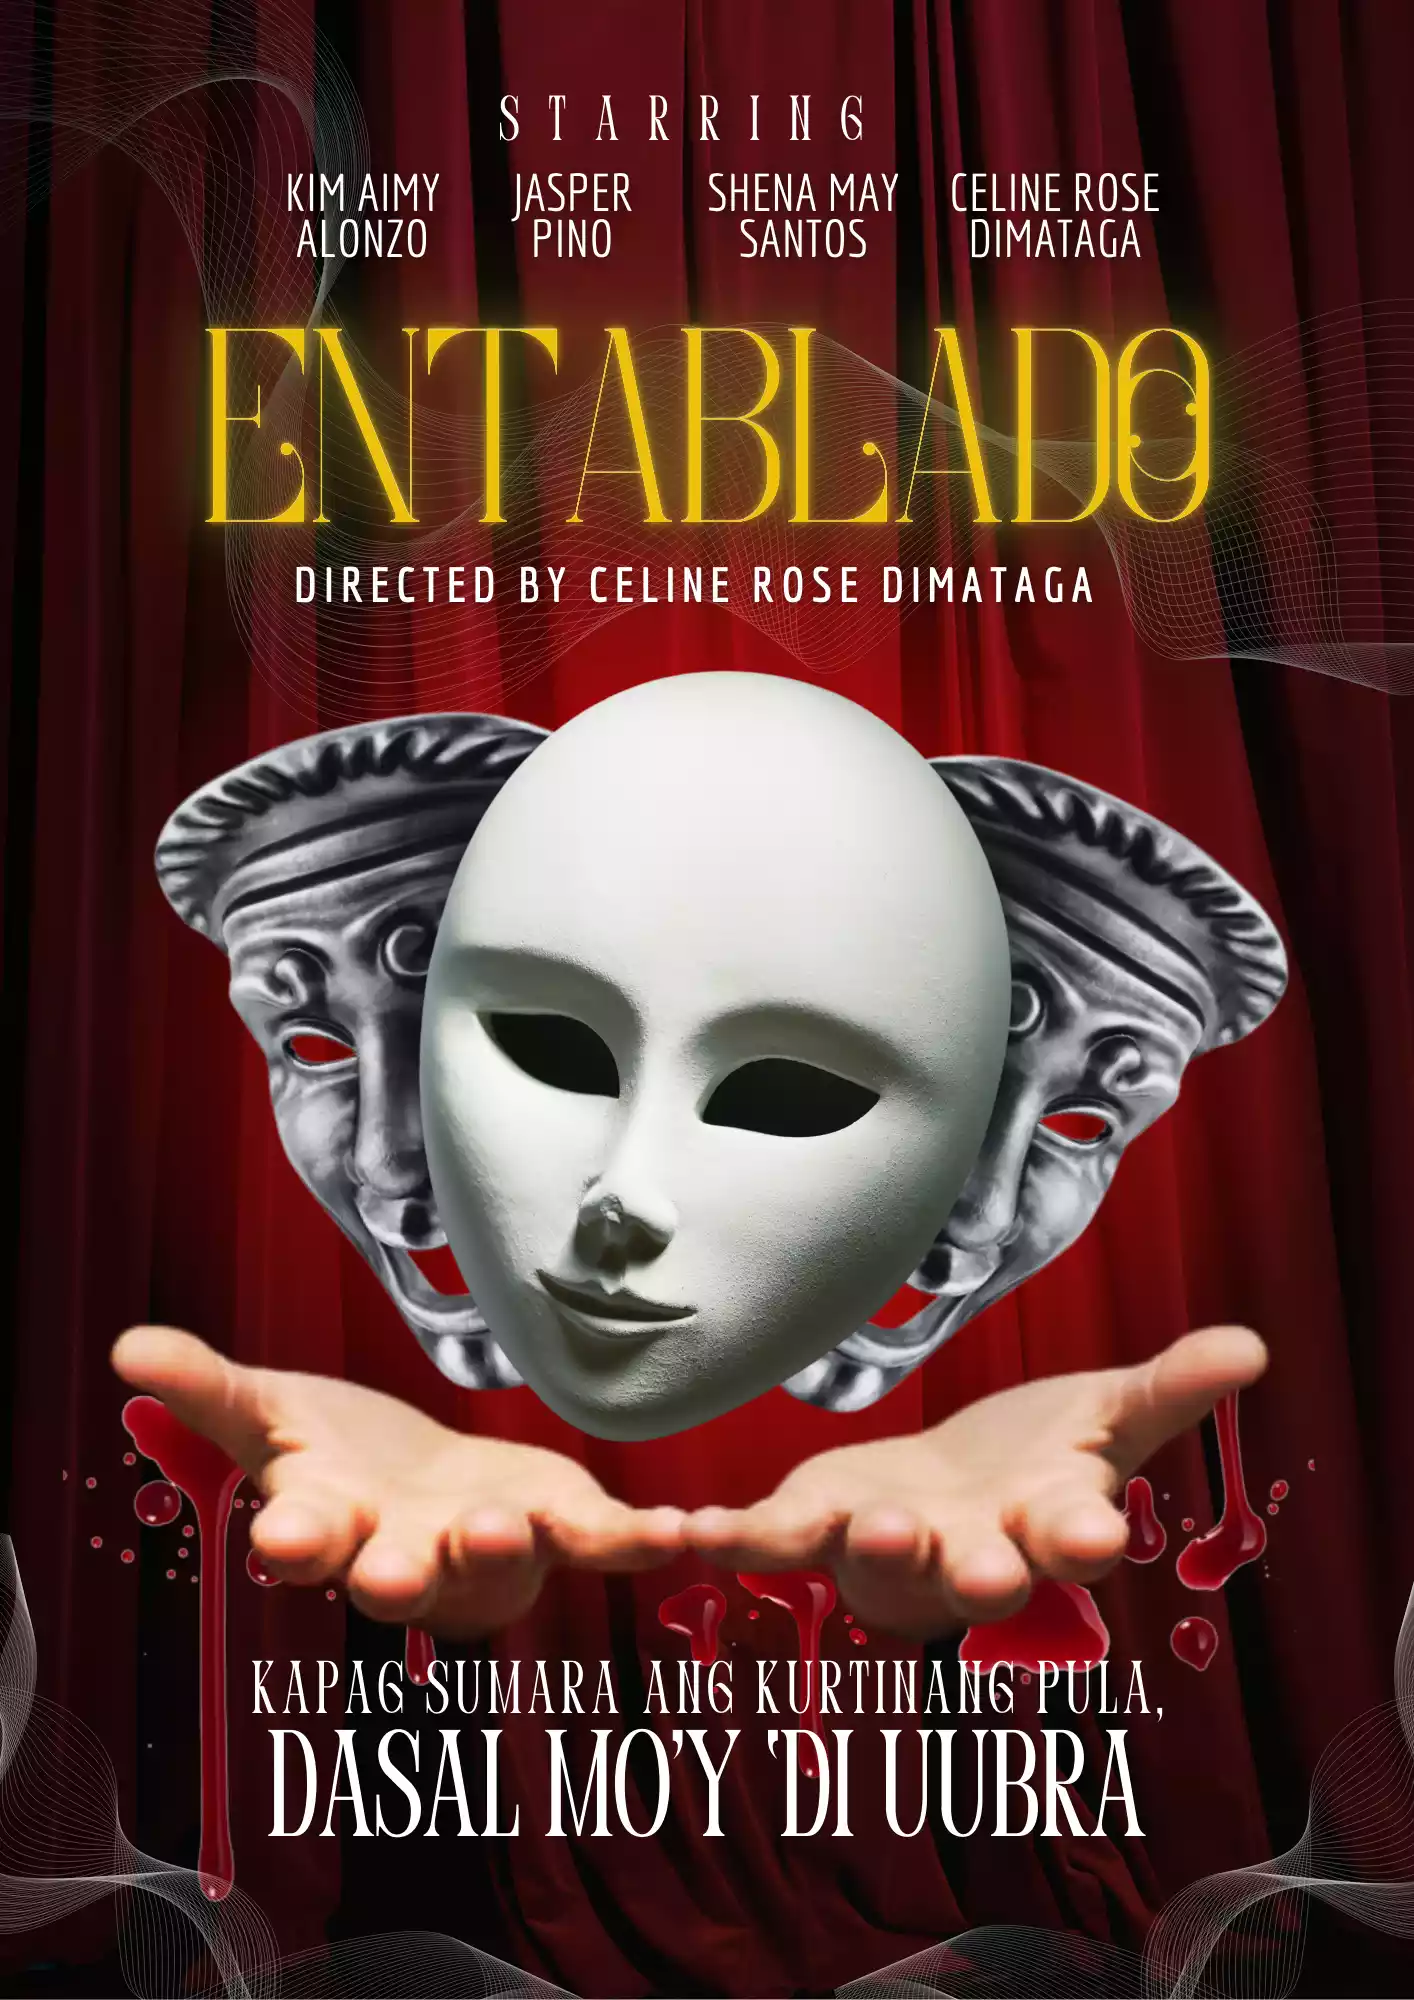 STARRING
KIM AIMY ALONZO
JASPER PINO
SHENA MAY SANTOS
CELINE ROSE DIMATAGA
ENTABLADO
DIRECTED BY CELINE ROSE DIMATAGA
KAPAG SUMARA ANG KURTINANG PULA,
DASAL MO'Y 'DI UUBRA